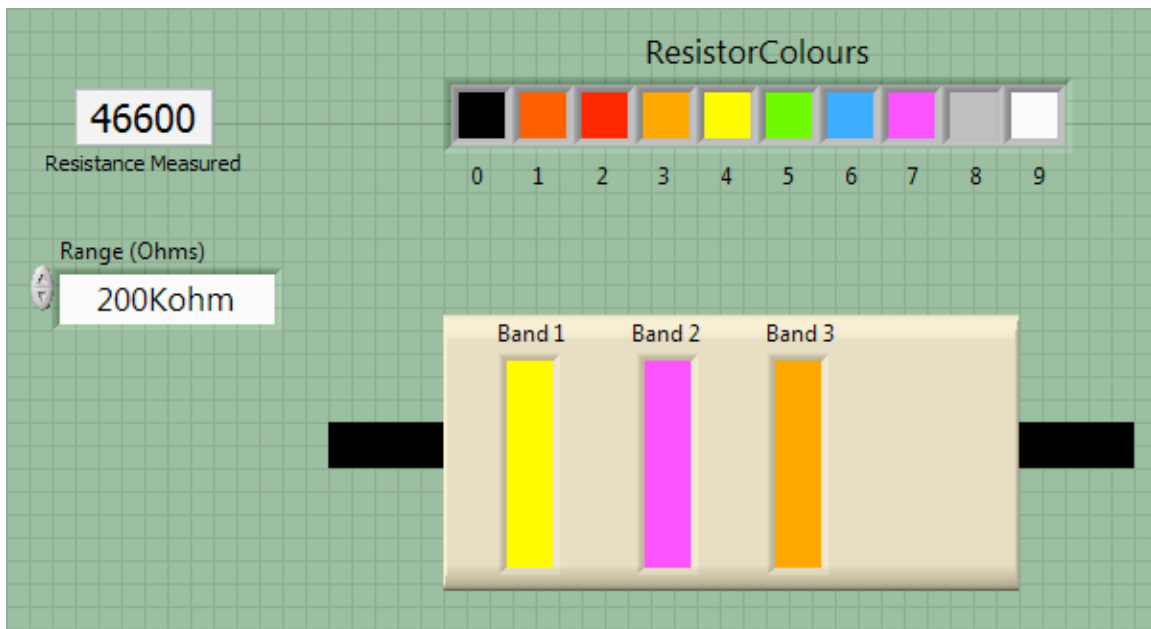 ResistorColours
46600
Resistance Measured
0 1 2 3 4 5 6 7 8 9
Range (Ohms)
200Kohm
Band 1 Band 2 Band 3